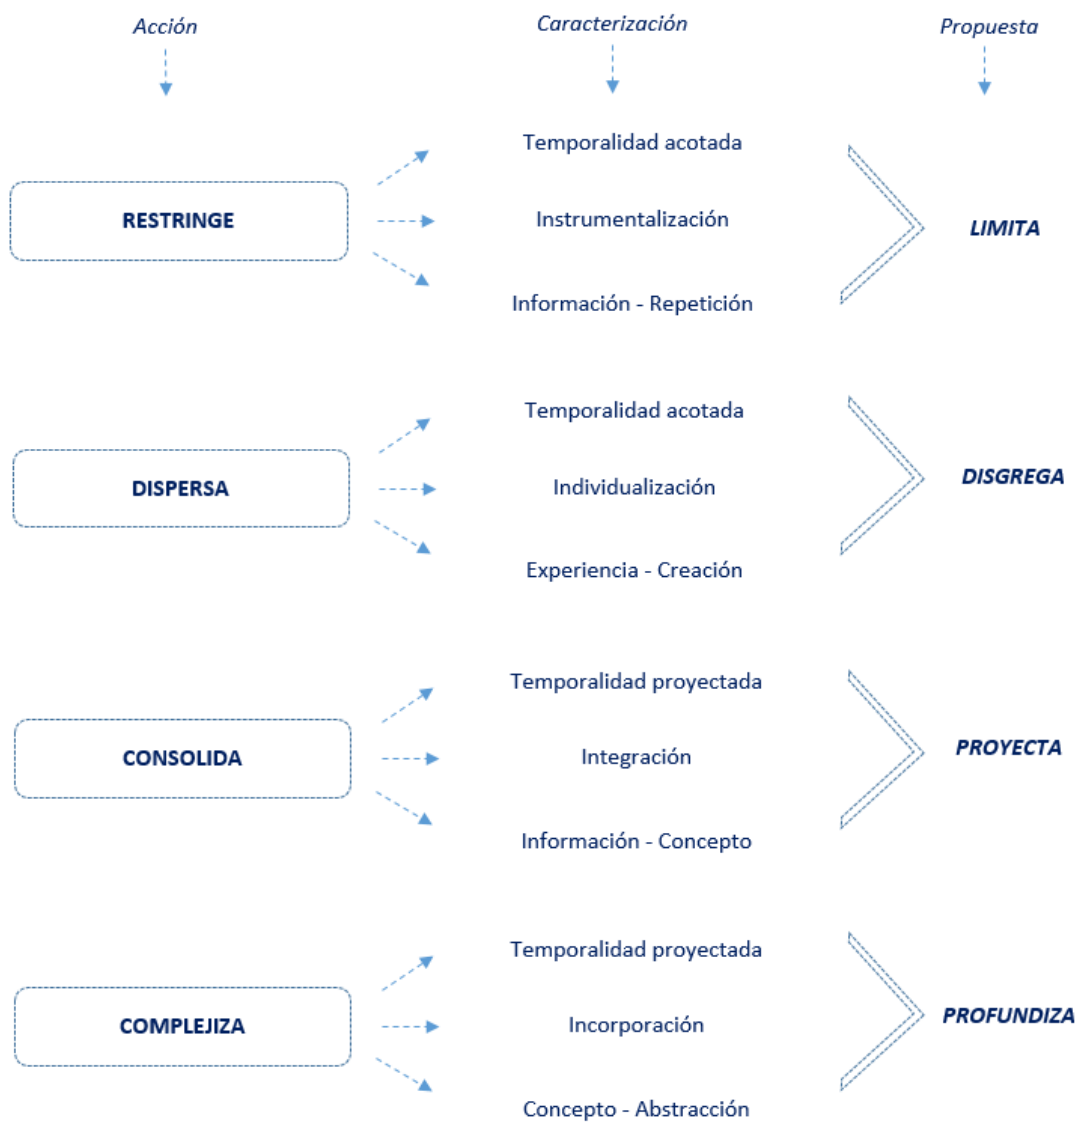 Acción
Caracterización
Propuesta
Temporalidad acotada
RESTRINGE
Instrumentalización
LIMITA
Información - Repetición
Temporalidad acotada
DISPERSA
Individualización
DISGREGA
Experiencia - Creación
Temporalidad proyectada
CONSOLIDA
Integración
PROYECTA
Información - Concepto
Temporalidad proyectada
COMPLEJIZA
Incorporación
PROFUNDIZA
Concepto - Abstracción